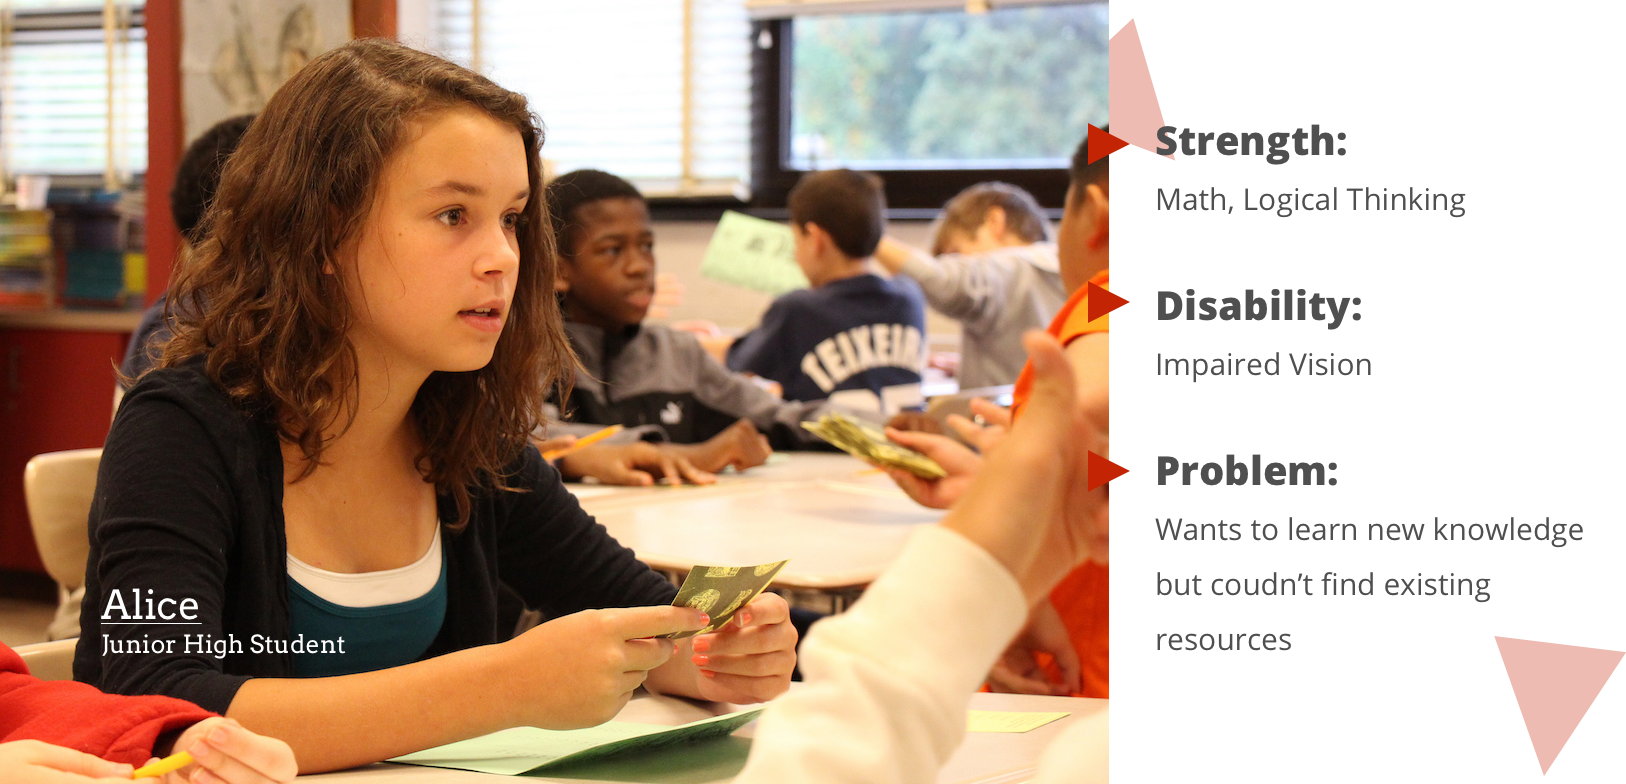 Strength:
Math, Logical Thinking
Disability:
Impaired Vision
Problem:
Wants to learn new knowledge
but coudn’t find existing
resources
Alice
Junior High Student